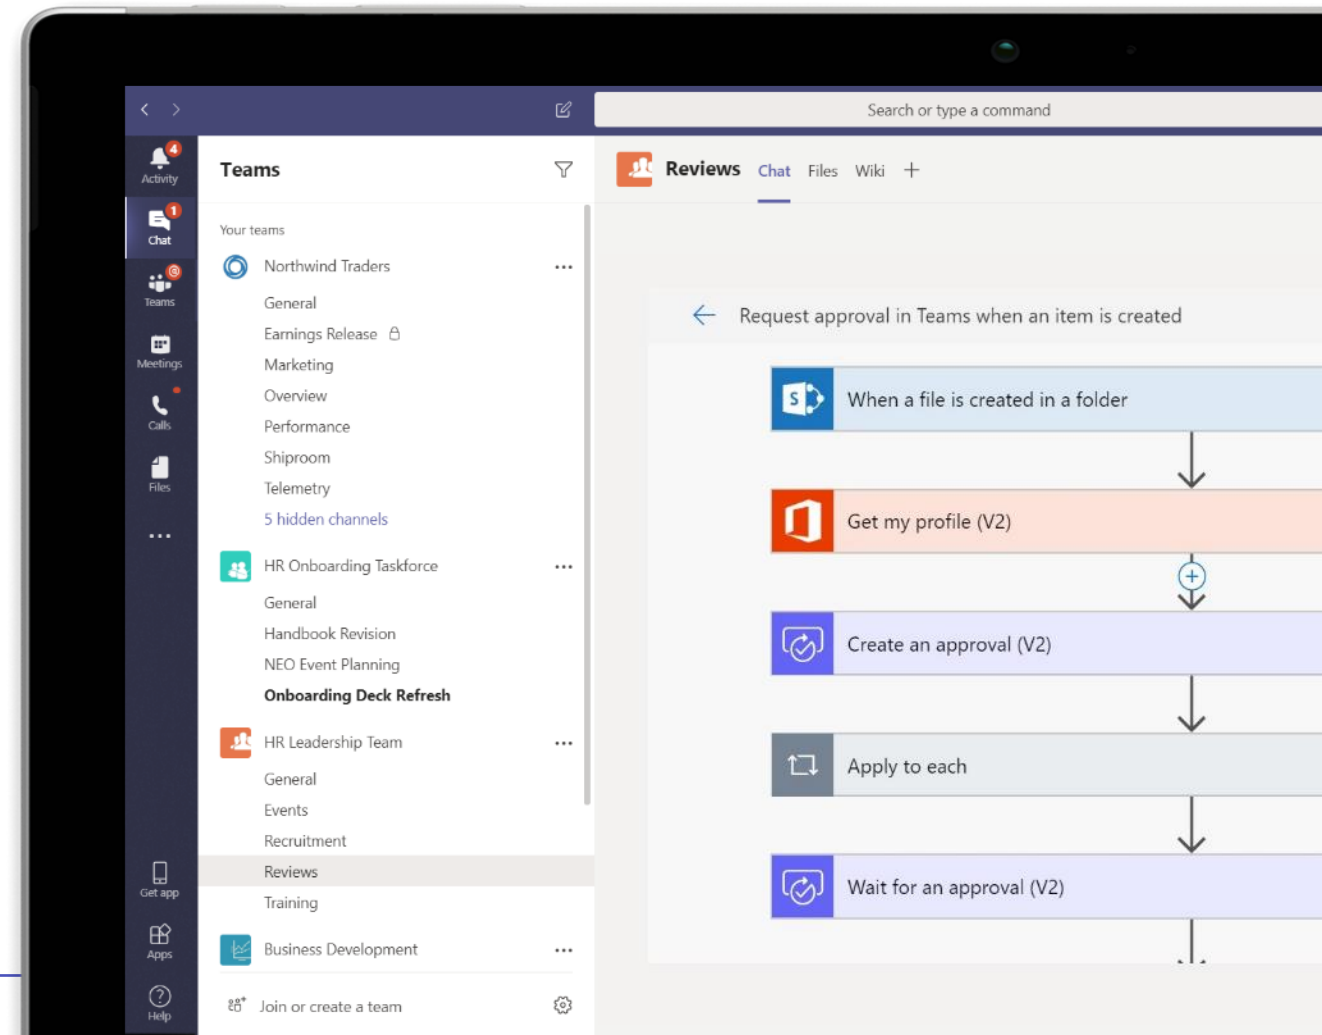 Search or type a command
4
Activity
1
Chat
@
Teams
Meetings
Calls
Files
Get app
Apps
Help
Teams
Your teams
Northwind Traders
General
Earnings Release
Marketing
Overview
Performance
Shiproom
Telemetry
5 hidden channels
HR Onboarding Taskforce
General
Handbook Revision
NEO Event Planning
Onboarding Deck Refresh
HR Leadership Team
General
Events
Recruitment
Reviews
Training
Business Development
Join or create a team
Reviews Chat Files Wiki
Request approval in Teams when an item is created
S
When a file is created in a folder
Get my profile (V2)
Create an approval (V2)
Apply to each
Wait for an approval (V2)